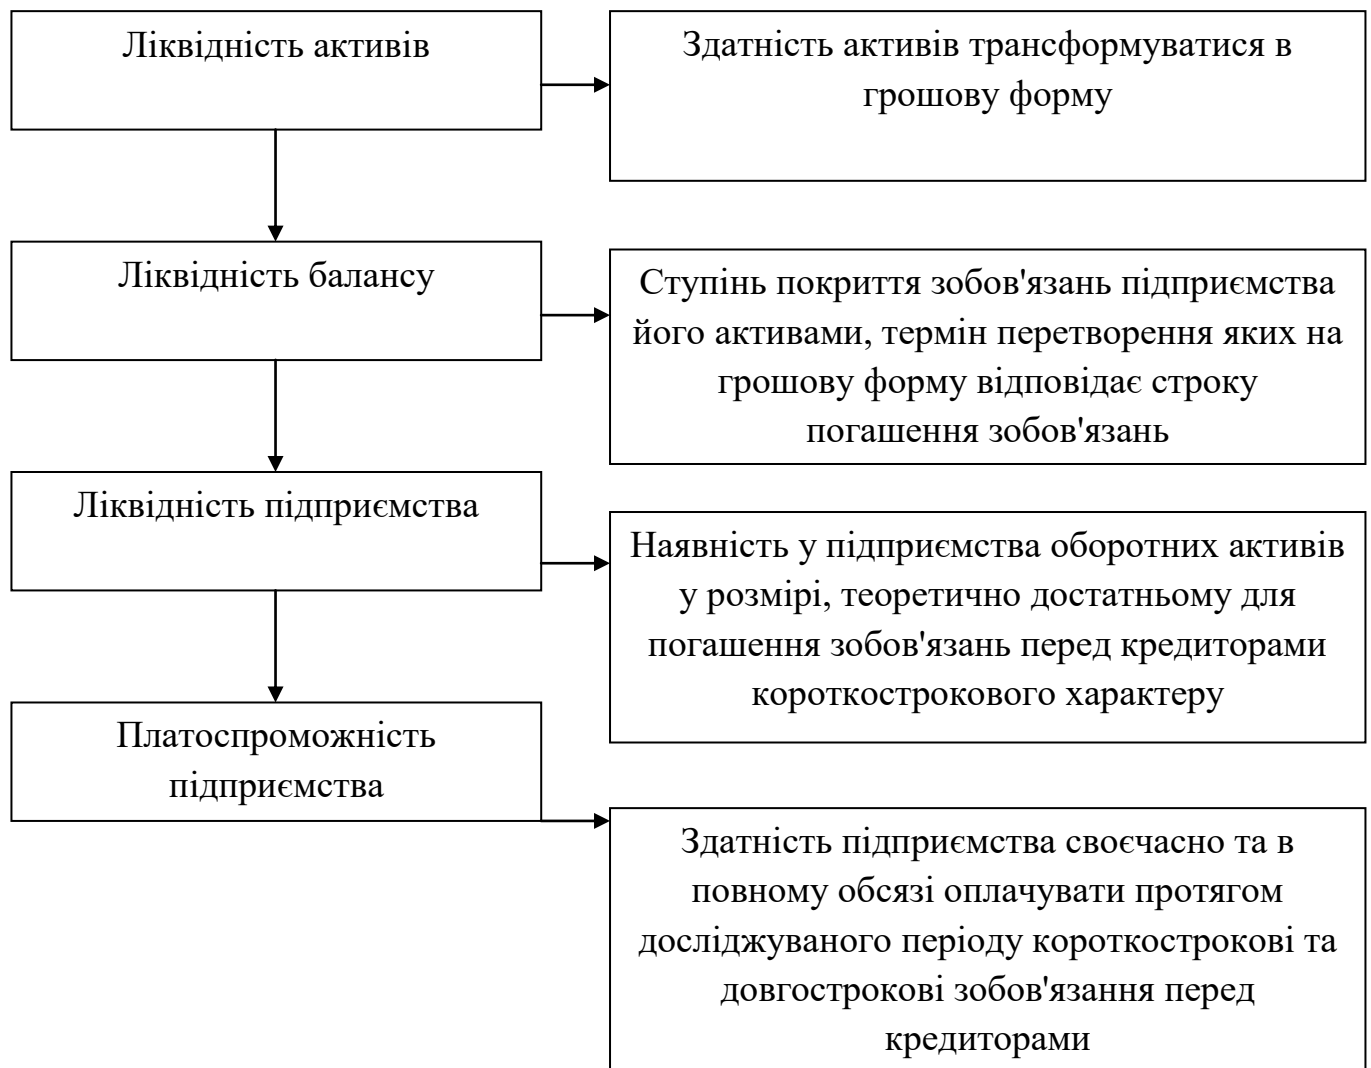 Ліквідність активів
Здатність активів трансформуватися в
грошову форму
Ліквідність балансу
Ступінь покриття зобов'язань підприємства
його активами, термін перетворення яких на
грошову форму відповідає строку
погашення зобов'язань
Ліквідність підприємства
Наявність у підприємства оборотних активів
у розмірі, теоретично достатньому для
погашення зобов'язань перед кредиторами
короткострокового характеру
Платоспроможність
підприємства
Здатність підприємства своєчасно та в
повному обсязі оплачувати протягом
досліджуваного періоду короткострокові та
довгострокові зобов'язання перед
кредиторами